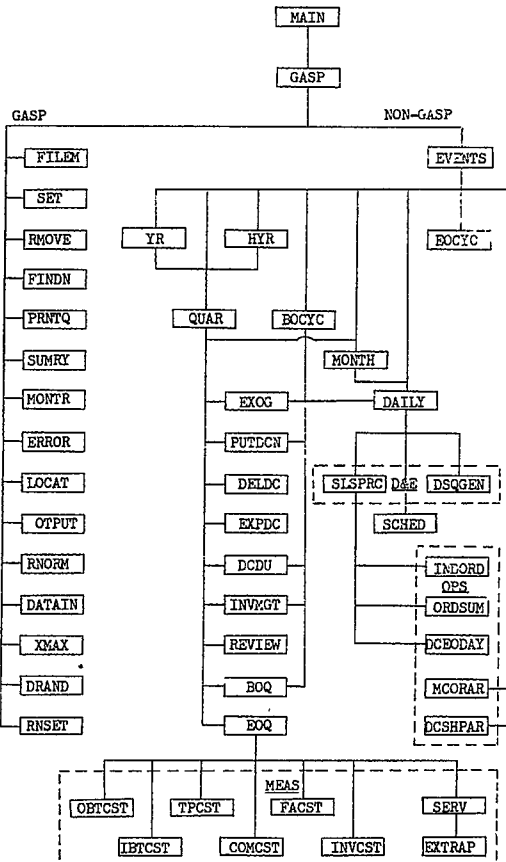 MAIN
GASP
GASP
NON-GASP
FILEM
SET
RMOVE
FINDN
PRNTQ
SUMRY
MONTR
ERROR
LOCAT
OTPUT
RNORM
DATAIN
XMAX
DRAND
RNSET
EVENTS
EOCYC
YR
HYR
QUAR
BOCYC
MONTH
EXOG
DAILY
PUTDCN
DELDC
EXPDC
DCDU
INVMGT
REVIEW
BOQ
EOQ
SLSPRC
D&E
DSQGEN
SCHED
INDORD
OPS
ORDSUM
DCEODAY
MCORAR
DCSHPAR
MEAS
OBTCST
TPCST
FACST
SERV
IBTCST
COMCST
INVCST
EXTRAP